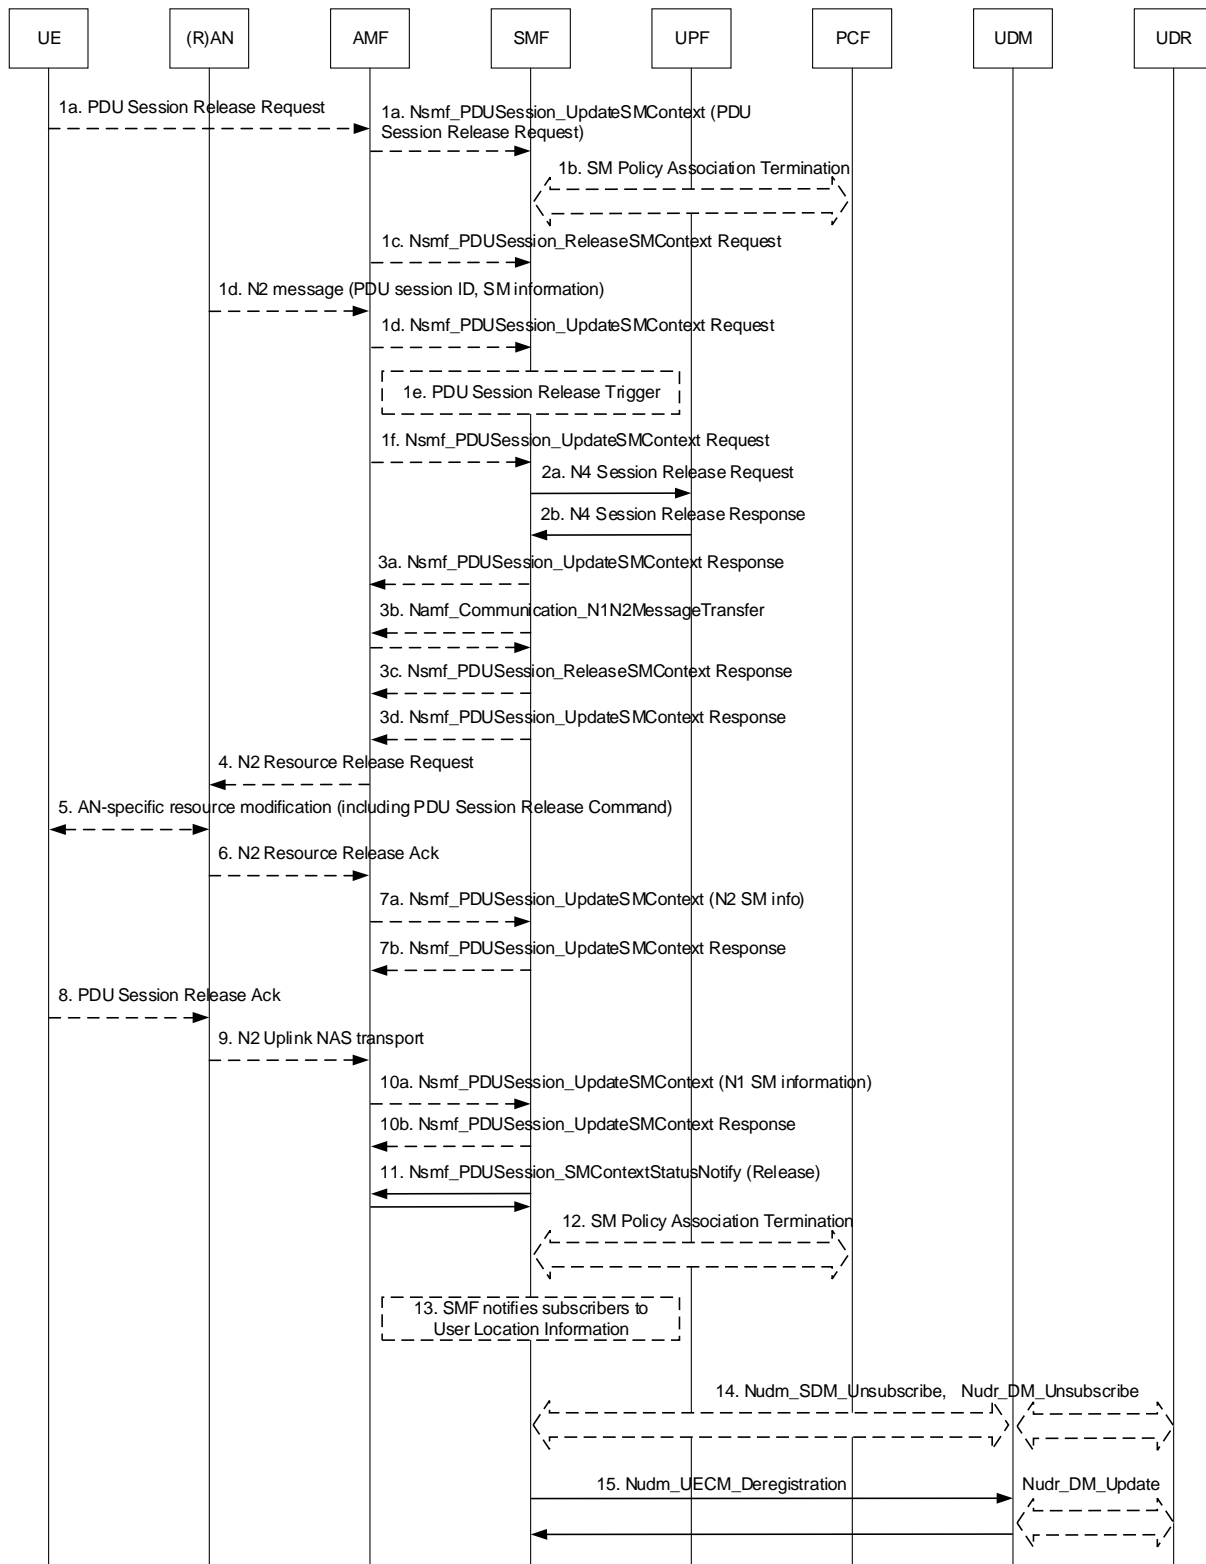 UE
(R)AN
AMF
SMF
UPF
PCF
UDM
UDR
1a. PDU Session Release Request
1a. Nsmf_PDUSession_UpdateSMContext (PDU
Session Release Request)
1b. SM Policy Association Termination
1c. Nsmf_PDUSession_ReleaseSMContext Request
1d. N2 message (PDU session ID, SM information)
1d. Nsmf_PDUSession_UpdateSMContext Request
1e. PDU Session Release Trigger
1f. Nsmf_PDUSession_UpdateSMContext Request
2a. N4 Session Release Request
2b. N4 Session Release Response
3a. Nsmf_PDUSession_UpdateSMContext Response
3b. Namf_Communication_N1N2MessageTransfer
3c. Nsmf_PDUSession_ReleaseSMContext Response
3d. Nsmf_PDUSession_UpdateSMContext Response
4. N2 Resource Release Request
5. AN-specific resource modification (including PDU Session Release Command)
6. N2 Resource Release Ack
7a. Nsmf_PDUSession_UpdateSMContext (N2 SM info)
7b. Nsmf_PDUSession_UpdateSMContext Response
8. PDU Session Release Ack
9. N2 Uplink NAS transport
10a. Nsmf_PDUSession_UpdateSMContext (N1 SM information)
10b. Nsmf_PDUSession_UpdateSMContext Response
11. Nsmf_PDUSession_SMContextStatusNotify (Release)
12. SM Policy Association Termination
13. SMF notifies subscribers to
User Location Information
14. Nudm_SDM_Unsubscribe, Nudr_DM_Unsubscribe
15. Nudm_UECM_Deregistration
Nudr_DM_Update